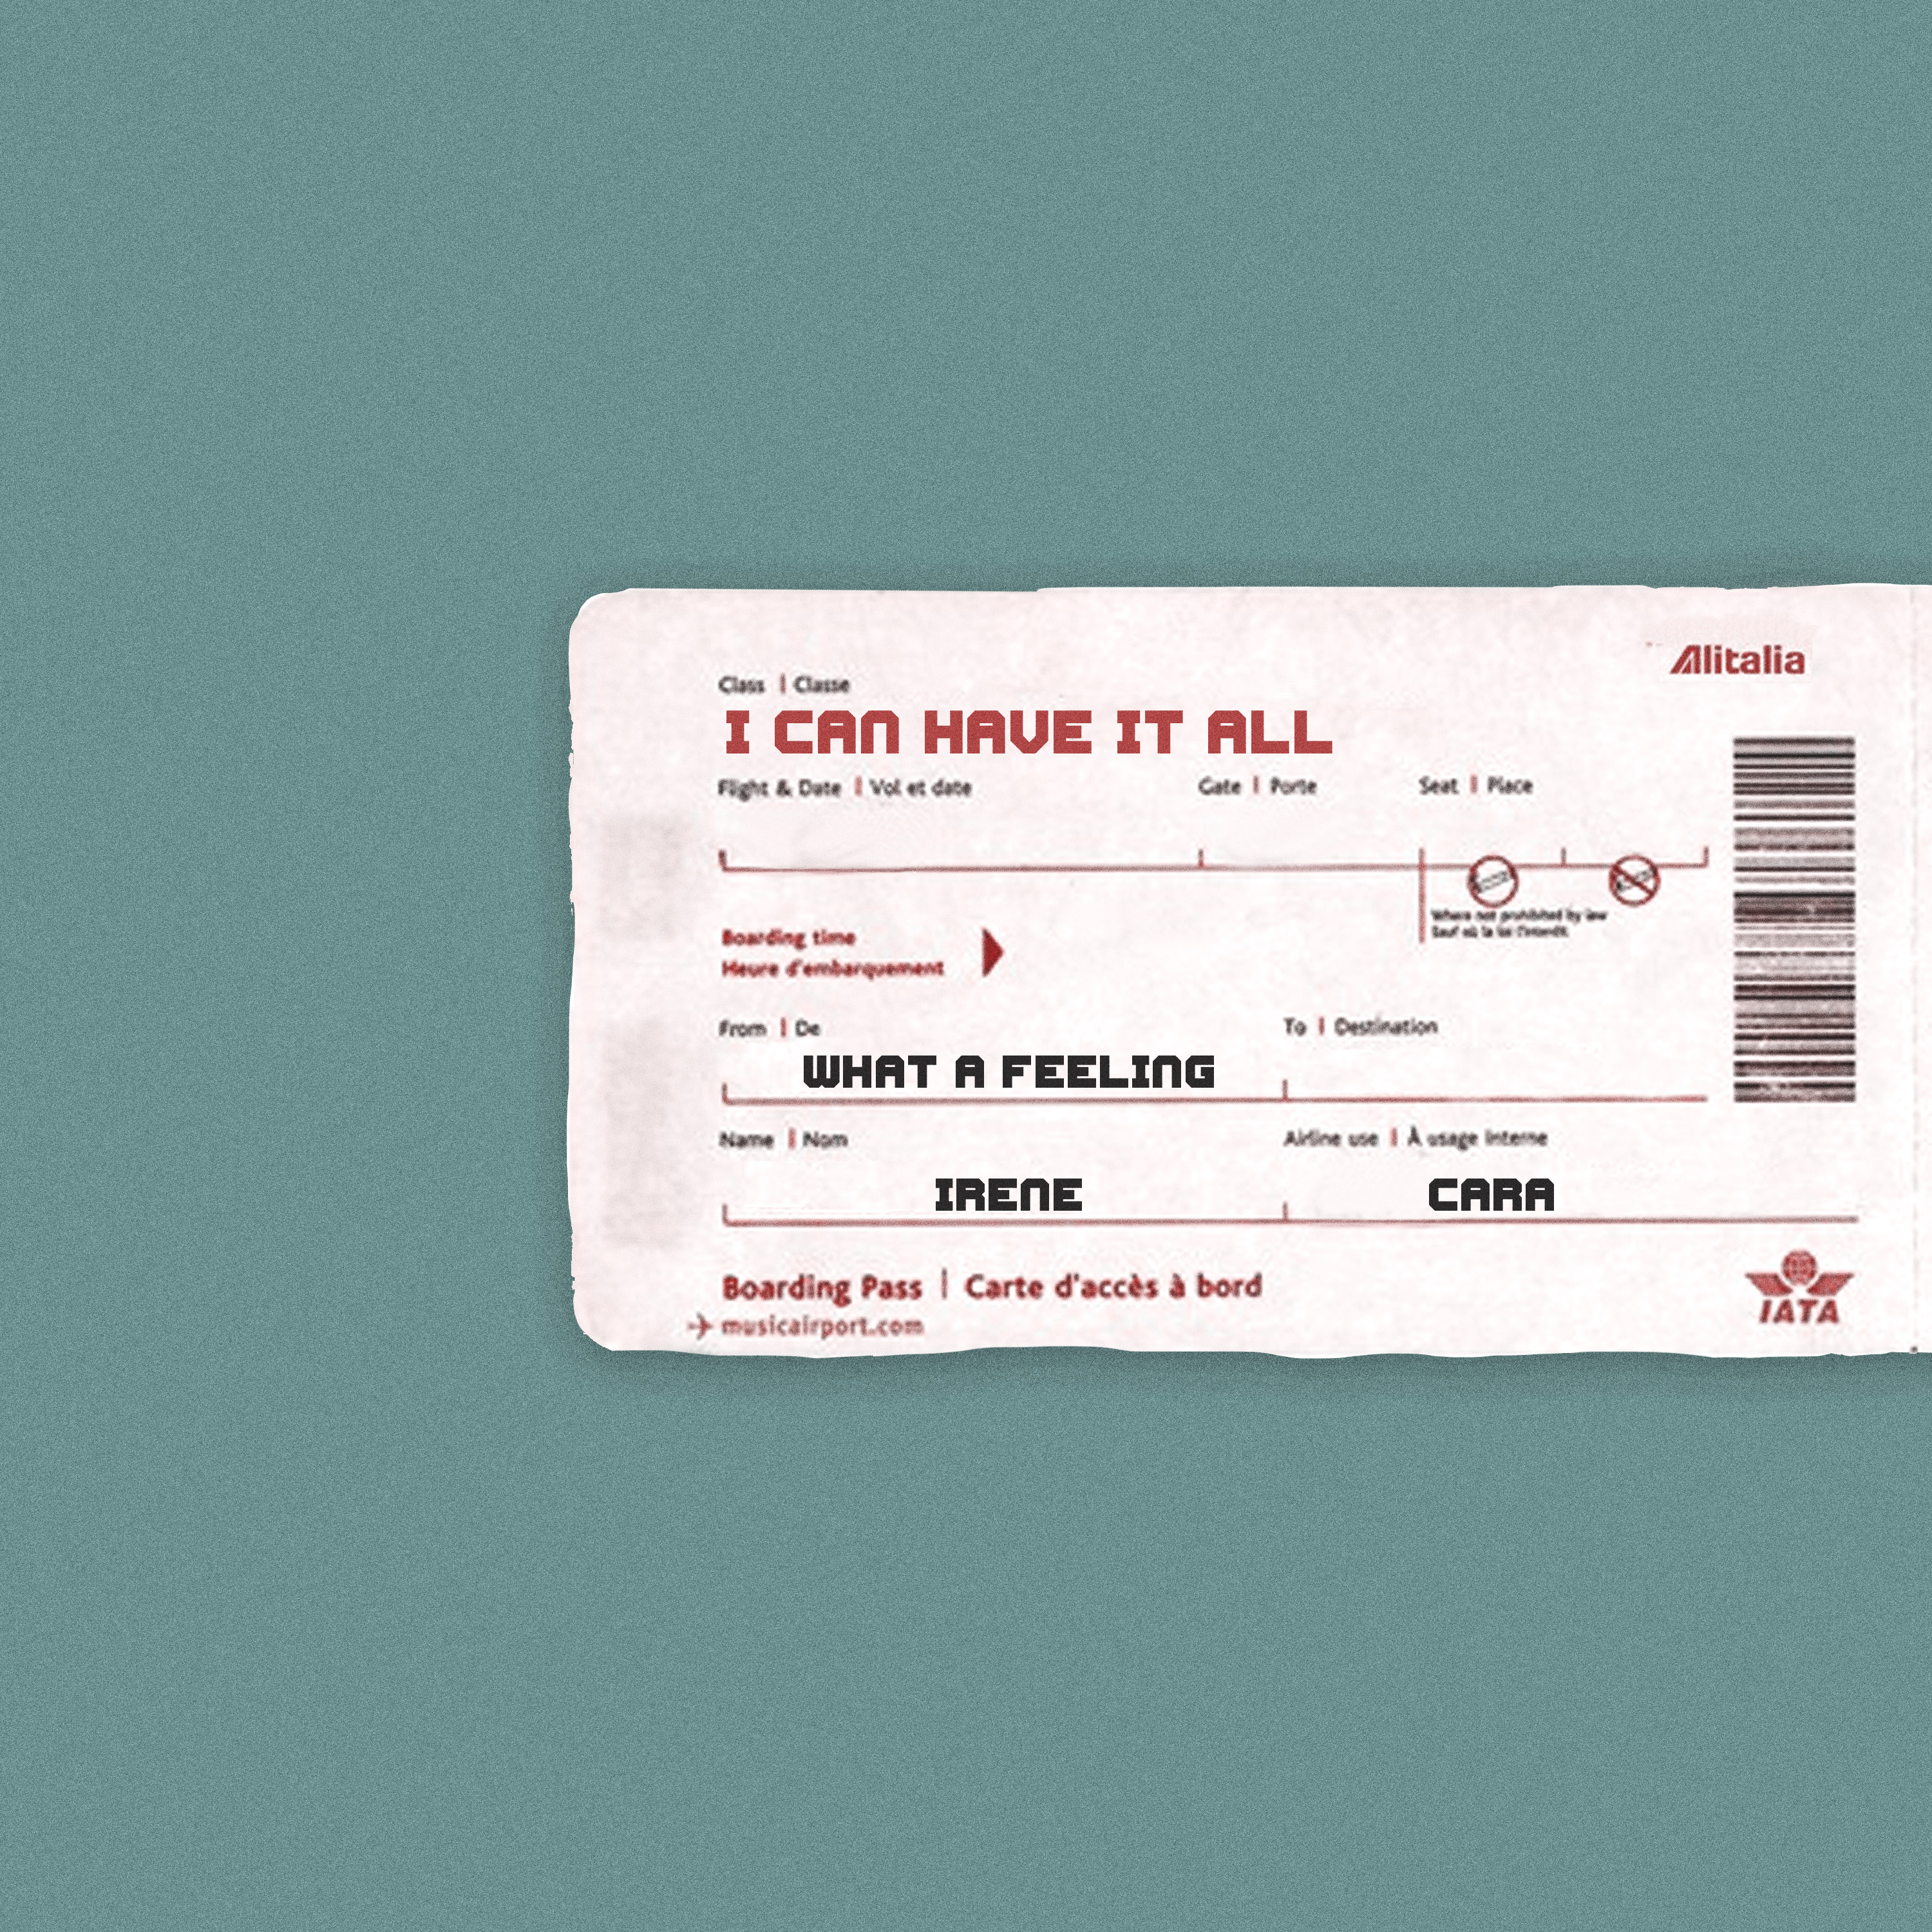 Alitalia
Class | Classe
I CAN HAVE IT ALL
Flight & Date | Vol et date Gate | Porte Seat | Place
Where not prohibited by law
Sauf où la loi l'interdit
Boarding time
Heure d'embarquement
From | De To | Destination
WHAT A FEELING
Name | Nom Airline use | À usage interne
IRENE CARA
Boarding Pass | Carte d'accès à bord
musicairport.com
IATA